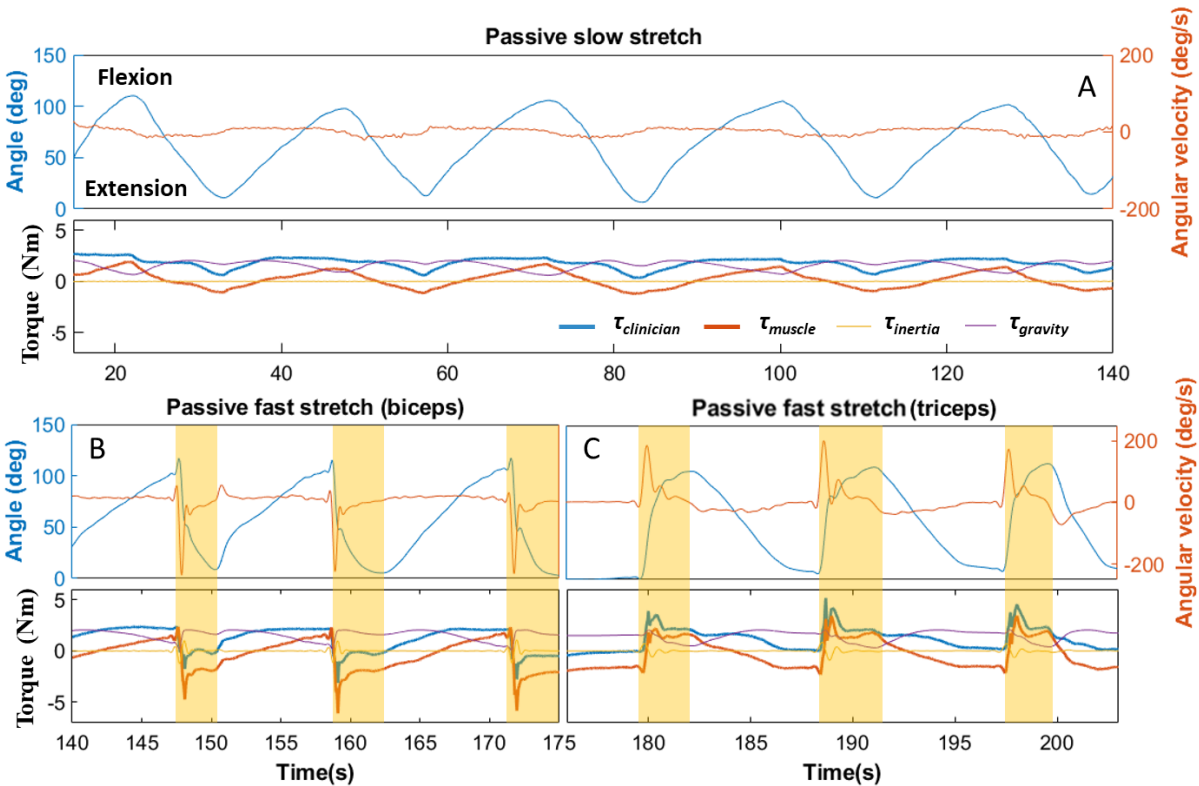 Passive slow stretch
150
100
50
0
Angle (deg)
Flexion
Extension
A
200
0
-200
Angular velocity (deg/s)
5
0
-5
Torque (Nm)
τclinician τmuscle τinertia τgravity
20 40 60 80 100 120 140
Passive fast stretch (biceps)
Passive fast stretch (triceps)
150
100
50
0
Angle (deg)
B
C
200
0
-200
Angular velocity (deg/s)
5
0
-5
Torque (Nm)
140 145 150 155 160 165 170 175
180 185 190 195 200
Time(s)
Time(s)